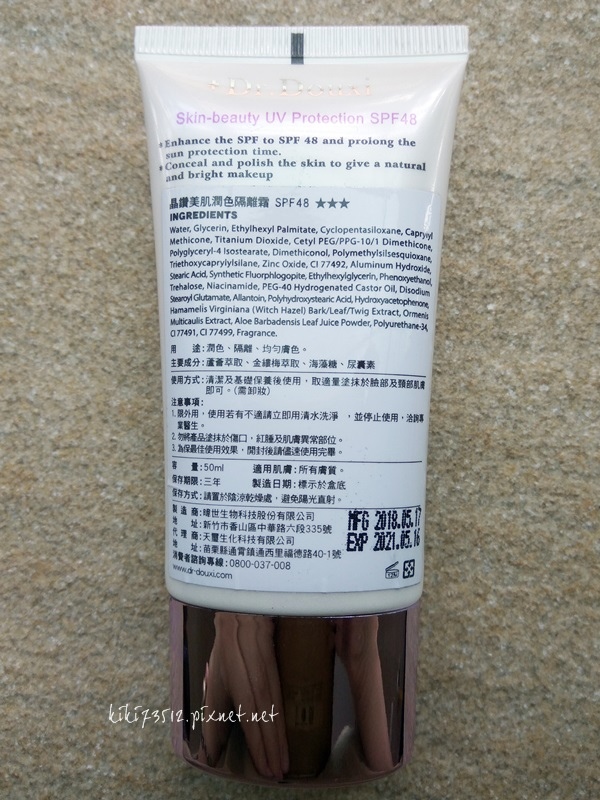 +Dr.Douxi
Skin-beauty UV Protection SPF48
Enhance the SPF to SPF 48 and prolong the
sun protection time.
Conceal and polish the skin to give a natural
and bright makeup
晶鑽美肌潤色隔離霜 SPF48 ★★★
INGREDIENTS
Water, Glycerin, Ethylhexyl Palmitate, Cyclopentasiloxane, Caprylyl
Methicone, Titanium Dioxide, Cetyl PEG/PPG-10/1 Dimethicone,
Polyglyceryl-4 Isostearate, Dimethiconol, Polymethylsilsesquioxane,
Triethoxycaprylylsilane, Zinc Oxide, CI 77492, Aluminum Hydroxide,
Stearic Acid, Synthetic Fluorphlogopite, Ethylhexylglycerin, Phenoxyethanol,
Trehalose, Niacinamide, PEG-40 Hydrogenated Castor Oil, Disodium
Stearoyl Glutamate, Allantoin, Polyhydroxystearic Acid, Hydroxyacetophenone,
Hamamelis Virginiana (Witch Hazel) Bark/Leaf/Twig Extract, Ormenis
Multicaulis Extract, Aloe Barbadensis Leaf Juice Powder, Polyurethane-34,
CI 77491, CI 77499, Fragrance.
用 途:潤色、隔離、均勻膚色。
主要成分:蘆薈萃取、金縷梅萃取、海藻糖、尿囊素
使用方式:清潔及基礎保養後使用，取適量塗抹於臉部及頸部肌膚
即可。(需卸妝)
注意事項:
1. 限外用，使用若有不適請立即用清水洗淨 ，並停止使用，洽詢專
業醫生。
2. 勿將產品塗抹於傷口，紅腫及肌膚異常部位。
3. 為保最佳使用效果，開封後請儘速使用完畢。
容 量:50ml 適用肌膚:所有膚質。
保存期限:三年 製造日期:標示於盒底
保存方式:請置於陰涼乾燥處，避免陽光直射。
製 造 商:暐世生物科技股份有限公司
地 址:新竹市香山區中華路六段335號
代 理 商:天璽生化科技有限公司
地 址:苗栗縣通霄鎮通西里福德路40-1號
消費者諮詢專線:0800-037-008
www.dr-douxi.com
MFG 2018.05.17
EXP 2021.05.16
12M
kiki73512.pixnet.net